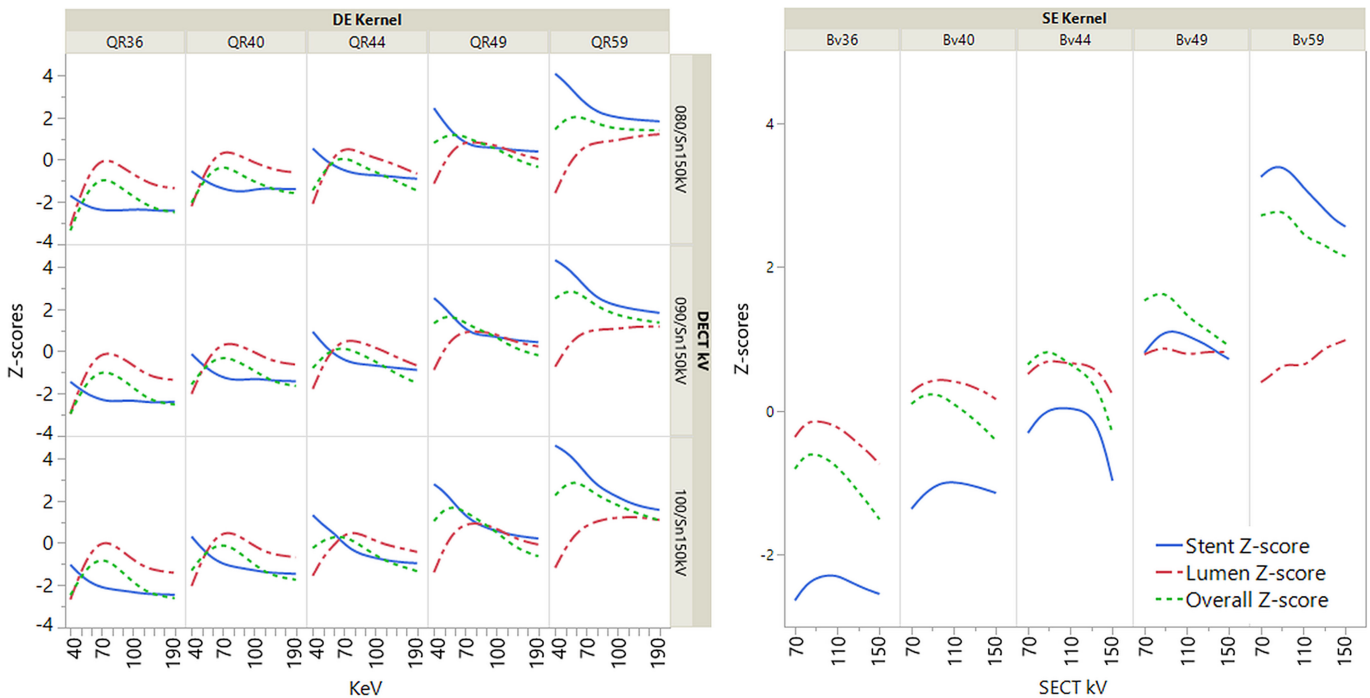 DE Kernel
QR36 QR40 QR44 QR49 QR59
4
2
0
-2
-4
080/Sn150kV
4
2
0
-2
-4
090/Sn150kV
4
2
0
-2
-4
100/Sn150kV
Z-scores
DECT kV
40 70 100 190 40 70 100 190 40 70 100 190 40 70 100 190 40 70 100 190
KeV
SE Kernel
Bv36 Bv40 Bv44 Bv49 Bv59
4
2
0
-2
Z-scores
Stent Z-score
Lumen Z-score
Overall Z-score
70 110 150 70 110 150 70 110 150 70 110 150 70 110 150
SECT kV